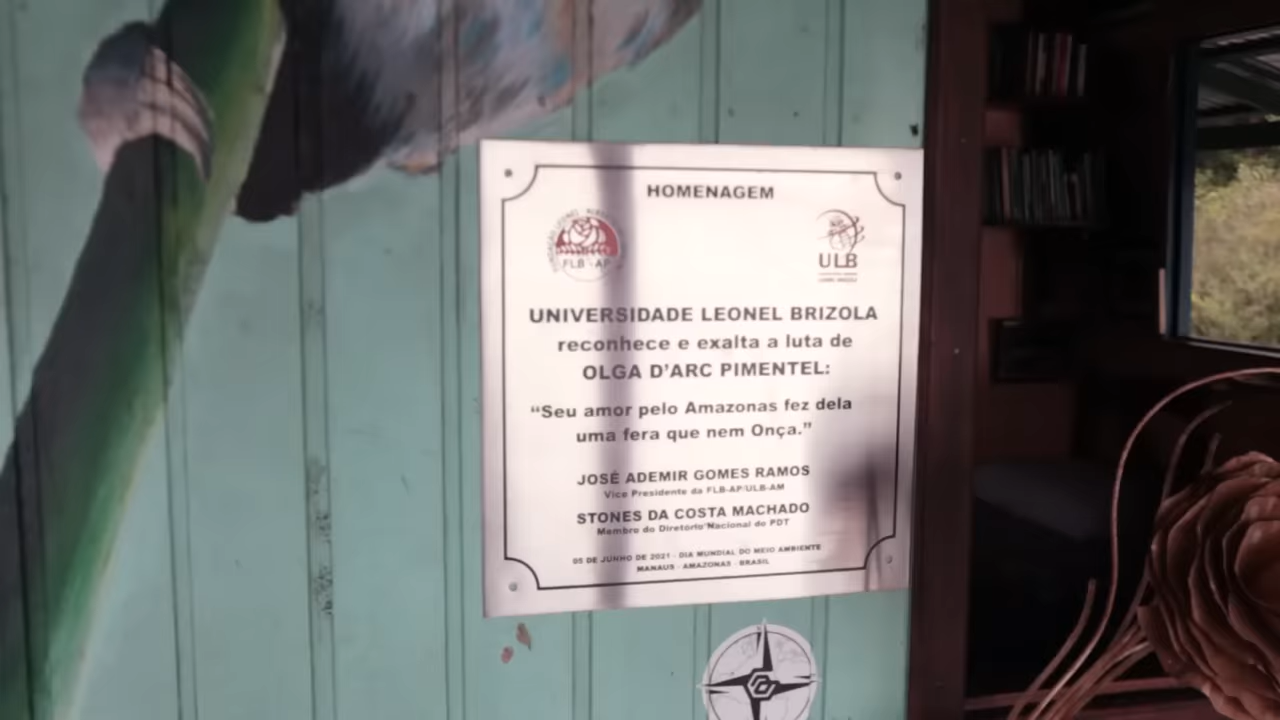 HOMENAGEM
FLB - AP
ULB
UNIVERSIDADE LEONEL BRIZOLA
reconhece e exalta a luta de
OLGA D'ARC PIMENTEL:
“Seu amor pelo Amazonas fez dela
uma fera que nem Onça.”
JOSÉ ADEMIR GOMES RAMOS
Vice Presidente da FLB-AP/ULB-AM
STONES DA COSTA MACHADO
Membro do Diretório Nacional do PDT
05 DE JUNHO DE 2021 - DIA MUNDIAL DO MEIO AMBIENTE
MANAUS - AMAZONAS - BRASIL